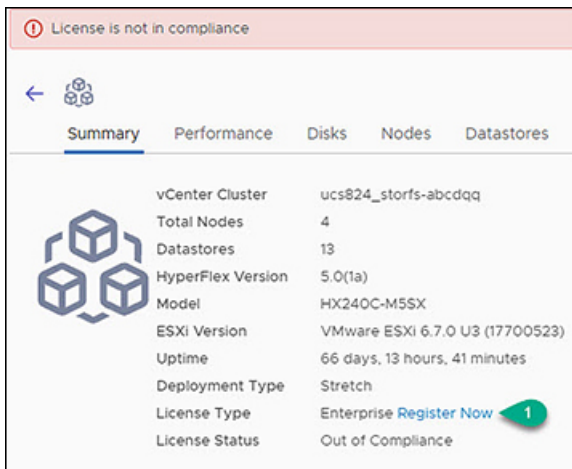 License is not in compliance
Summary Performance Disks Nodes Datastores
vCenter Cluster ucs824_storfs-abcdqq
Total Nodes 4
Datastores 13
HyperFlex Version 5.0(1a)
Model HX240C-M5SX
ESXi Version VMware ESXi 6.7.0 U3 (17700523)
Uptime 66 days, 13 hours, 41 minutes
Deployment Type Stretch
License Type Enterprise Register Now 1
License Status Out of Compliance